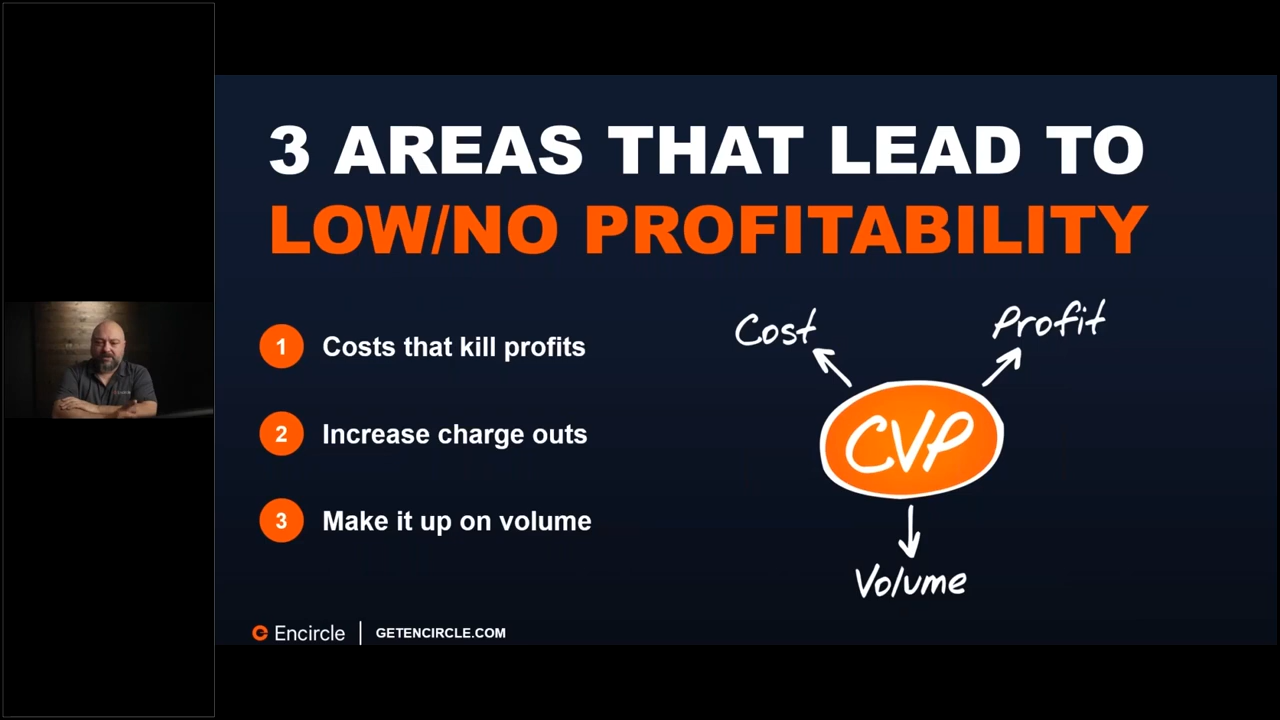 3 AREAS THAT LEAD TO
LOW/NO PROFITABILITY
1 Costs that kill profits
2 Increase charge outs
3 Make it up on volume
Cost
Profit
CVP
Volume
Encircle | GETENCIRCLE.COM